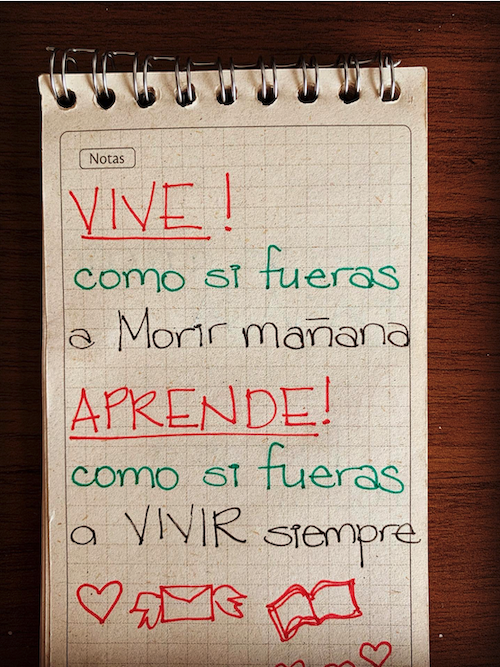 Notas
VIVE!
como si fueras
a Morir mañana
APRENDE!
como si fueras
a VIVIR siempre